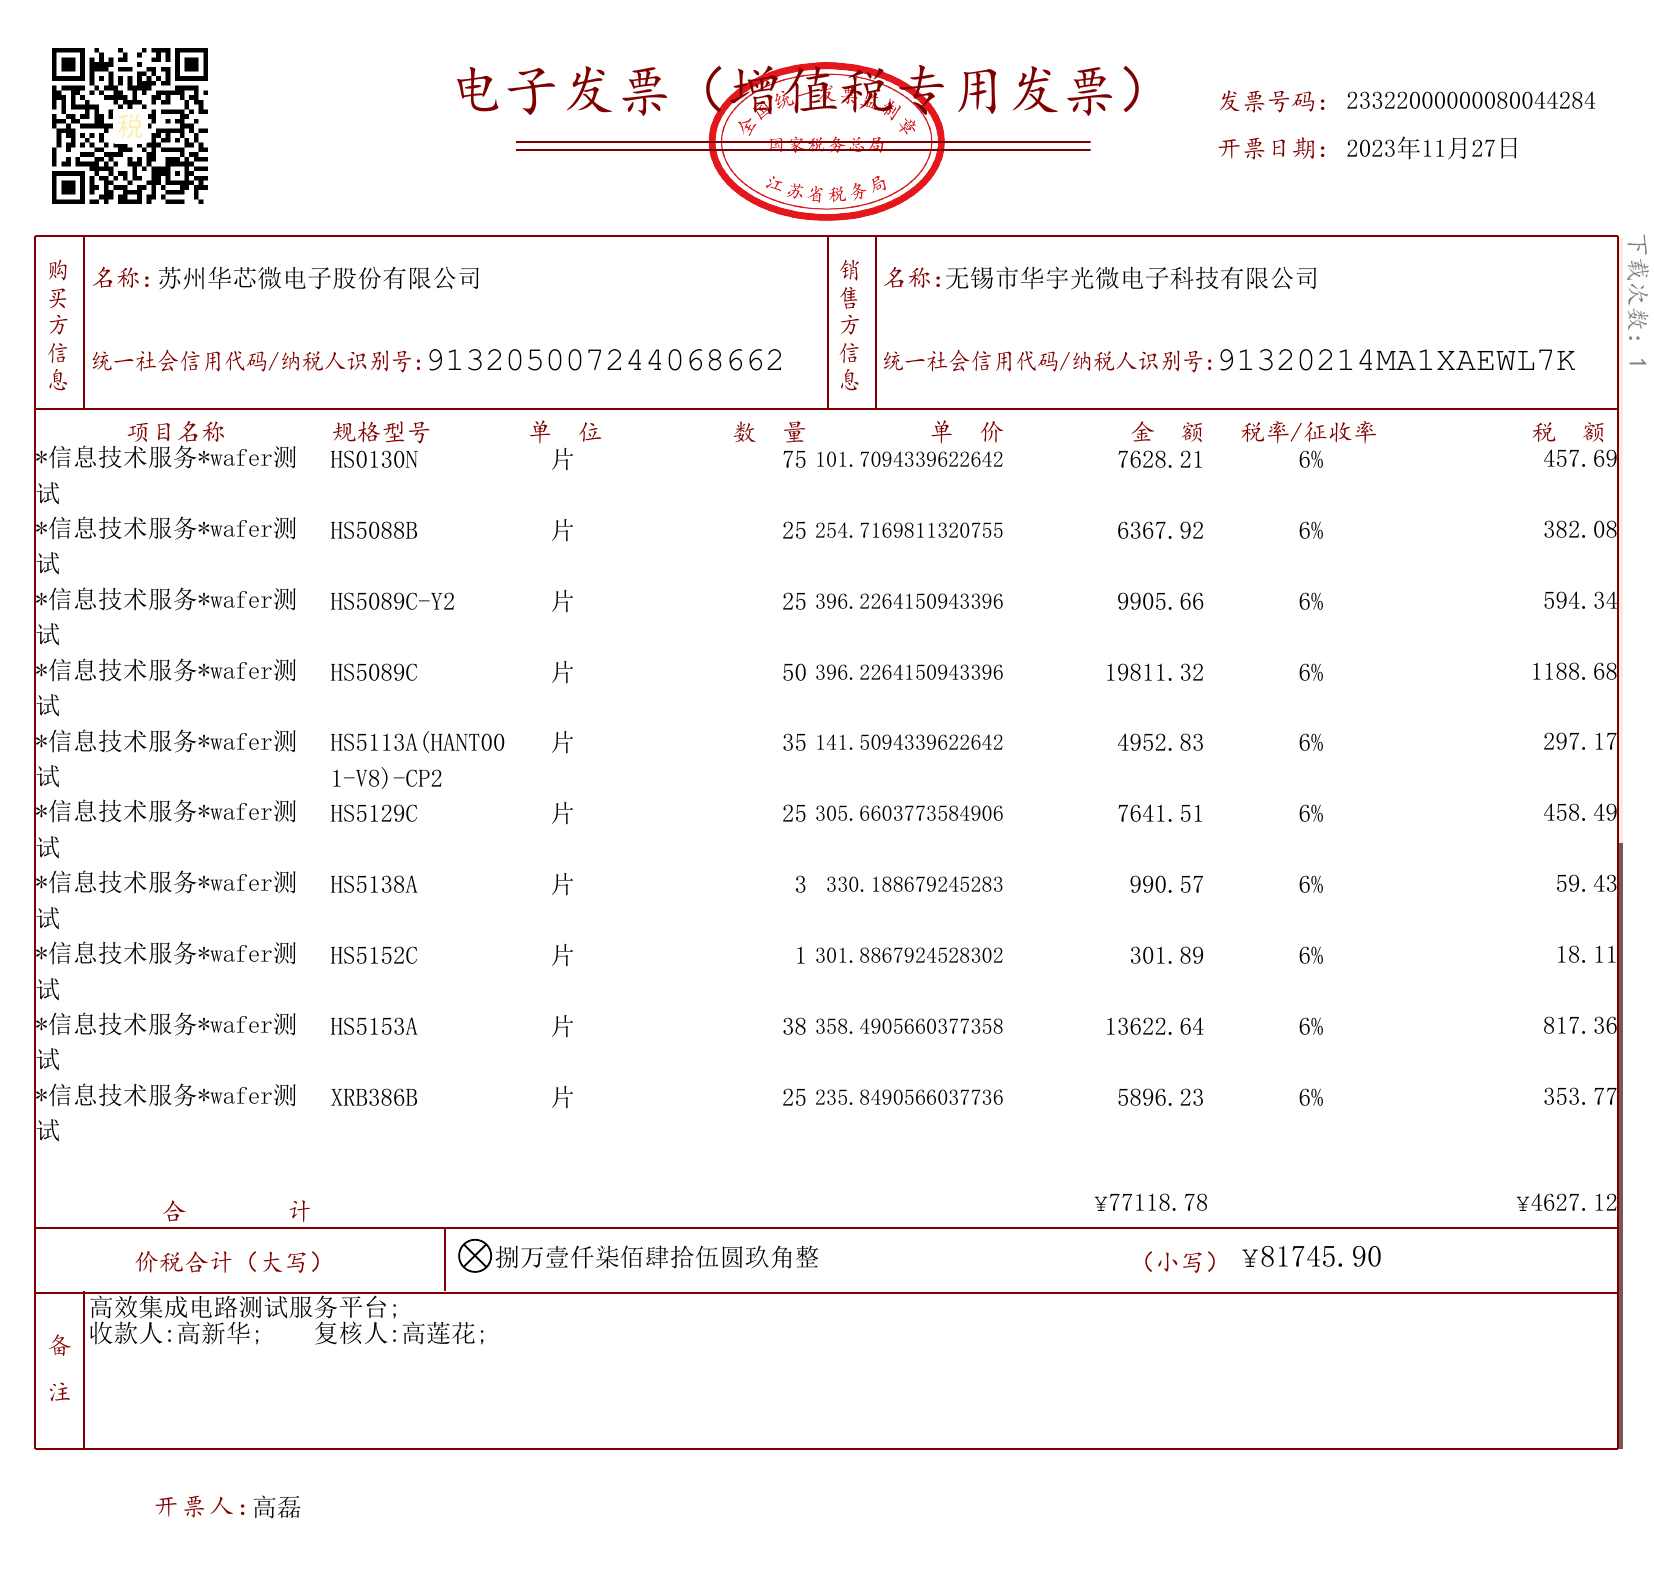 电子发票（增值税专用发票）
全国统一发票监制章
国家税务总局
江苏省税务局
税
发票号码：23322000000080044284
开票日期：2023年11月27日
下载次数：1
购买方信息
名称：苏州华芯微电子股份有限公司
统一社会信用代码/纳税人识别号：913205007244068662
销售方信息
名称：无锡市华宇光微电子科技有限公司
统一社会信用代码/纳税人识别号：91320214MA1XAEWL7K
项目名称 规格型号 单 位 数 量 单 价 金 额 税率/征收率 税 额
*信息技术服务*wafer测 HS0130N 片 75 101.7094339622642 7628.21 6% 457.69
试
*信息技术服务*wafer测 HS5088B 片 25 254.7169811320755 6367.92 6% 382.08
试
*信息技术服务*wafer测 HS5089C-Y2 片 25 396.2264150943396 9905.66 6% 594.34
试
*信息技术服务*wafer测 HS5089C 片 50 396.2264150943396 19811.32 6% 1188.68
试
*信息技术服务*wafer测 HS5113A(HANT00 片 35 141.5094339622642 4952.83 6% 297.17
试 1-V8)-CP2
*信息技术服务*wafer测 HS5129C 片 25 305.6603773584906 7641.51 6% 458.49
试
*信息技术服务*wafer测 HS5138A 片 3 330.188679245283 990.57 6% 59.43
试
*信息技术服务*wafer测 HS5152C 片 1 301.8867924528302 301.89 6% 18.11
试
*信息技术服务*wafer测 HS5153A 片 38 358.4905660377358 13622.64 6% 817.36
试
*信息技术服务*wafer测 XRB386B 片 25 235.8490566037736 5896.23 6% 353.77
试
合 计 ¥77118.78 ¥4627.12
价税合计（大写） 捌万壹仟柒佰肆拾伍圆玖角整 （小写）¥81745.90
备注
高效集成电路测试服务平台;
收款人:高新华; 复核人:高莲花;
开票人:高磊